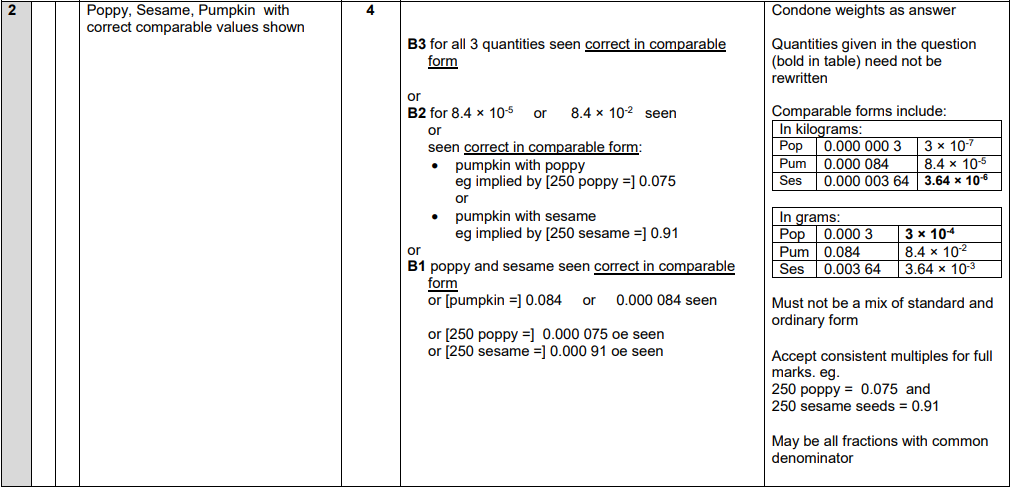 2
Poppy, Sesame, Pumpkin with
correct comparable values shown
4
B3 for all 3 quantities seen correct in comparable
form
or
B2 for 8.4 × 10⁻⁵ or 8.4 × 10⁻² seen
or
seen correct in comparable form:
• pumpkin with poppy
eg implied by [250 poppy =] 0.075
or
• pumpkin with sesame
eg implied by [250 sesame =] 0.91
or
B1 poppy and sesame seen correct in comparable
form
or [pumpkin =] 0.084 or 0.000 084 seen
or [250 poppy =] 0.000 075 oe seen
or [250 sesame =] 0.000 91 oe seen
Condone weights as answer
Quantities given in the question
(bold in table) need not be
rewritten
Comparable forms include:
In kilograms:
Pop 0.000 000 3 3 × 10⁻⁷
Pum 0.000 084 8.4 × 10⁻⁵
Ses 0.000 003 64 3.64 × 10⁻⁶
In grams:
Pop 0.000 3 3 × 10⁻⁴
Pum 0.084 8.4 × 10⁻²
Ses 0.003 64 3.64 × 10⁻³
Must not be a mix of standard and
ordinary form
Accept consistent multiples for full
marks. eg.
250 poppy = 0.075 and
250 sesame seeds = 0.91
May be all fractions with common
denominator